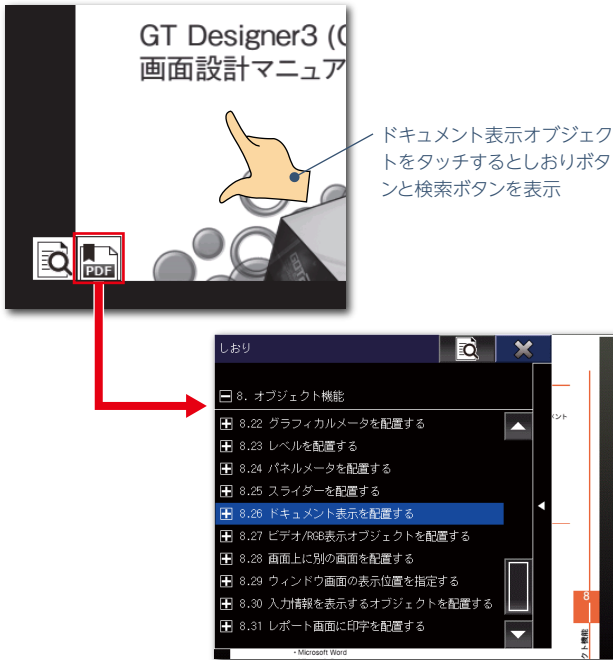 GT Designer3 (
画面設計マニュア
ドキュメント表示オブジェク
トをタッチするとしおりボタ
ンと検索ボタンを表示
PDF
しおり
8. オブジェクト機能
8.22 グラフィカルメータを配置する
8.23 レベルを配置する
8.24 パネルメータを配置する
8.25 スライダーを配置する
8.26 ドキュメント表示を配置する
8.27 ビデオ/RGB表示オブジェクトを配置する
8.28 画面上に別の画面を配置する
8.29 ウィンドウ画面の表示位置を指定する
8.30 入力情報を表示するオブジェクトを配置する
8.31 レポート画面に印字を配置する
ント
8
クト機能
・Microsoft Word